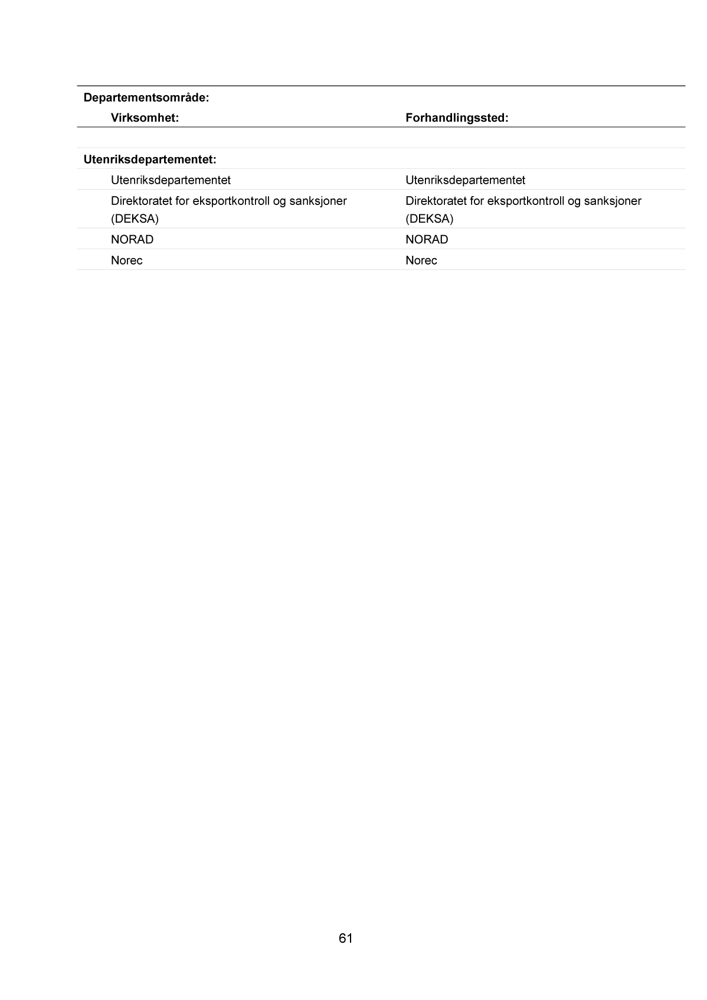 Departementsområde:
Virksomhet: Forhandlingssted:
Utenriksdepartementet:
Utenriksdepartementet Utenriksdepartementet
Direktoratet for eksportkontroll og sanksjoner Direktoratet for eksportkontroll og sanksjoner
(DEKSA) (DEKSA)
NORAD NORAD
Norec Norec
61